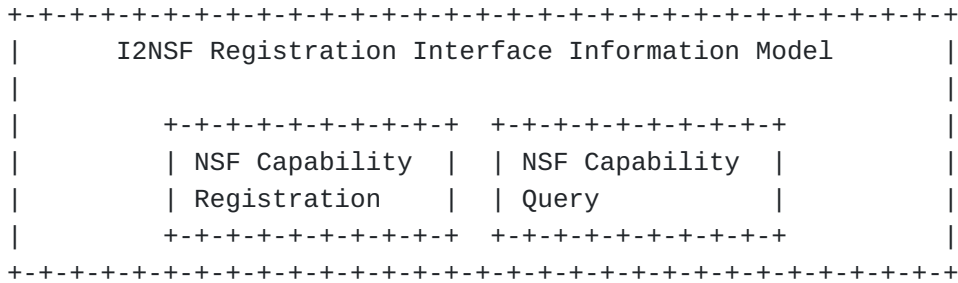 I2NSF Registration Interface Information Model
NSF Capability NSF Capability
Registration Query